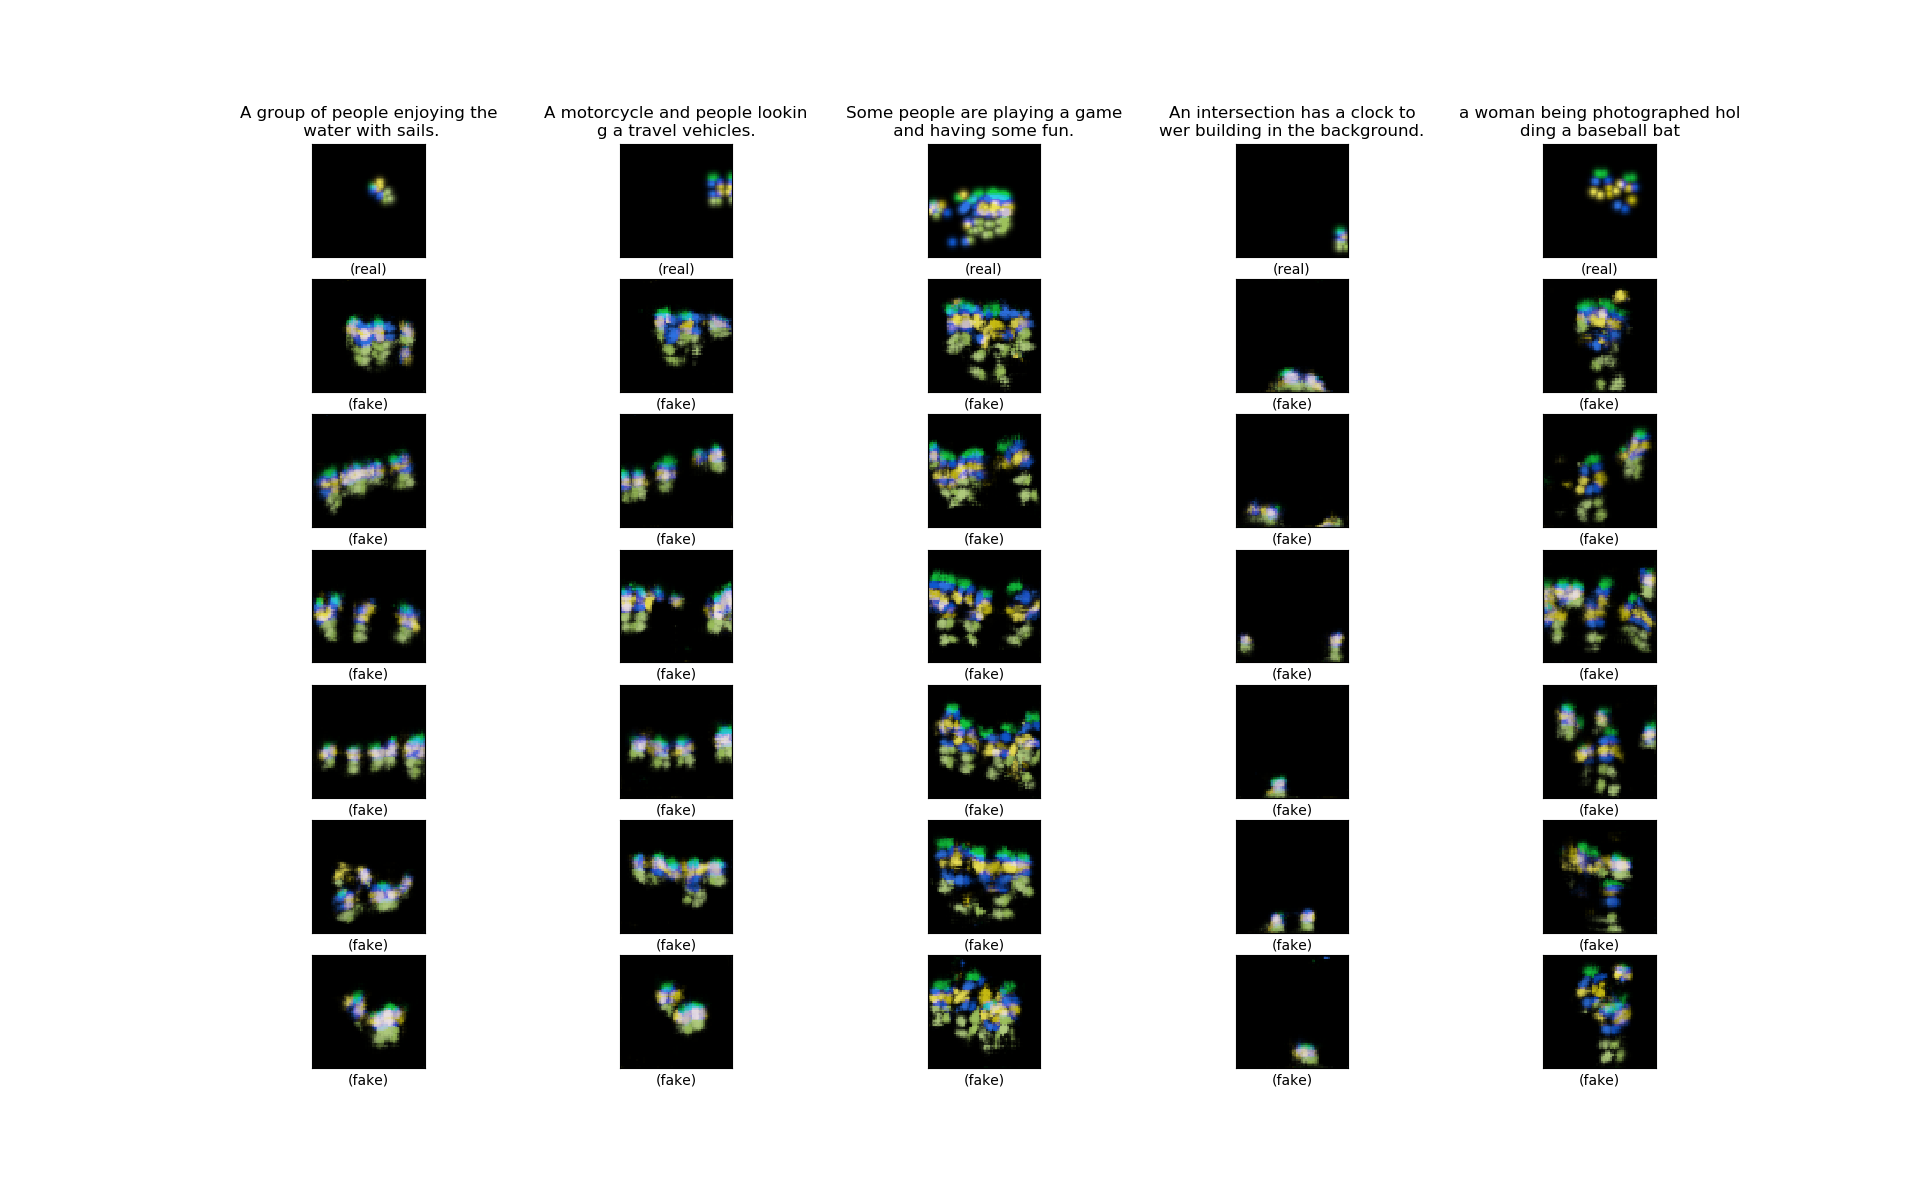 A group of people enjoying the
water with sails.
A motorcycle and people lookin
g a travel vehicles.
Some people are playing a game
and having some fun.
An intersection has a clock to
wer building in the background.
a woman being photographed hol
ding a baseball bat
(real) (real) (real) (real) (real)
(fake) (fake) (fake) (fake) (fake)
(fake) (fake) (fake) (fake) (fake)
(fake) (fake) (fake) (fake) (fake)
(fake) (fake) (fake) (fake) (fake)
(fake) (fake) (fake) (fake) (fake)
(fake) (fake) (fake) (fake) (fake)